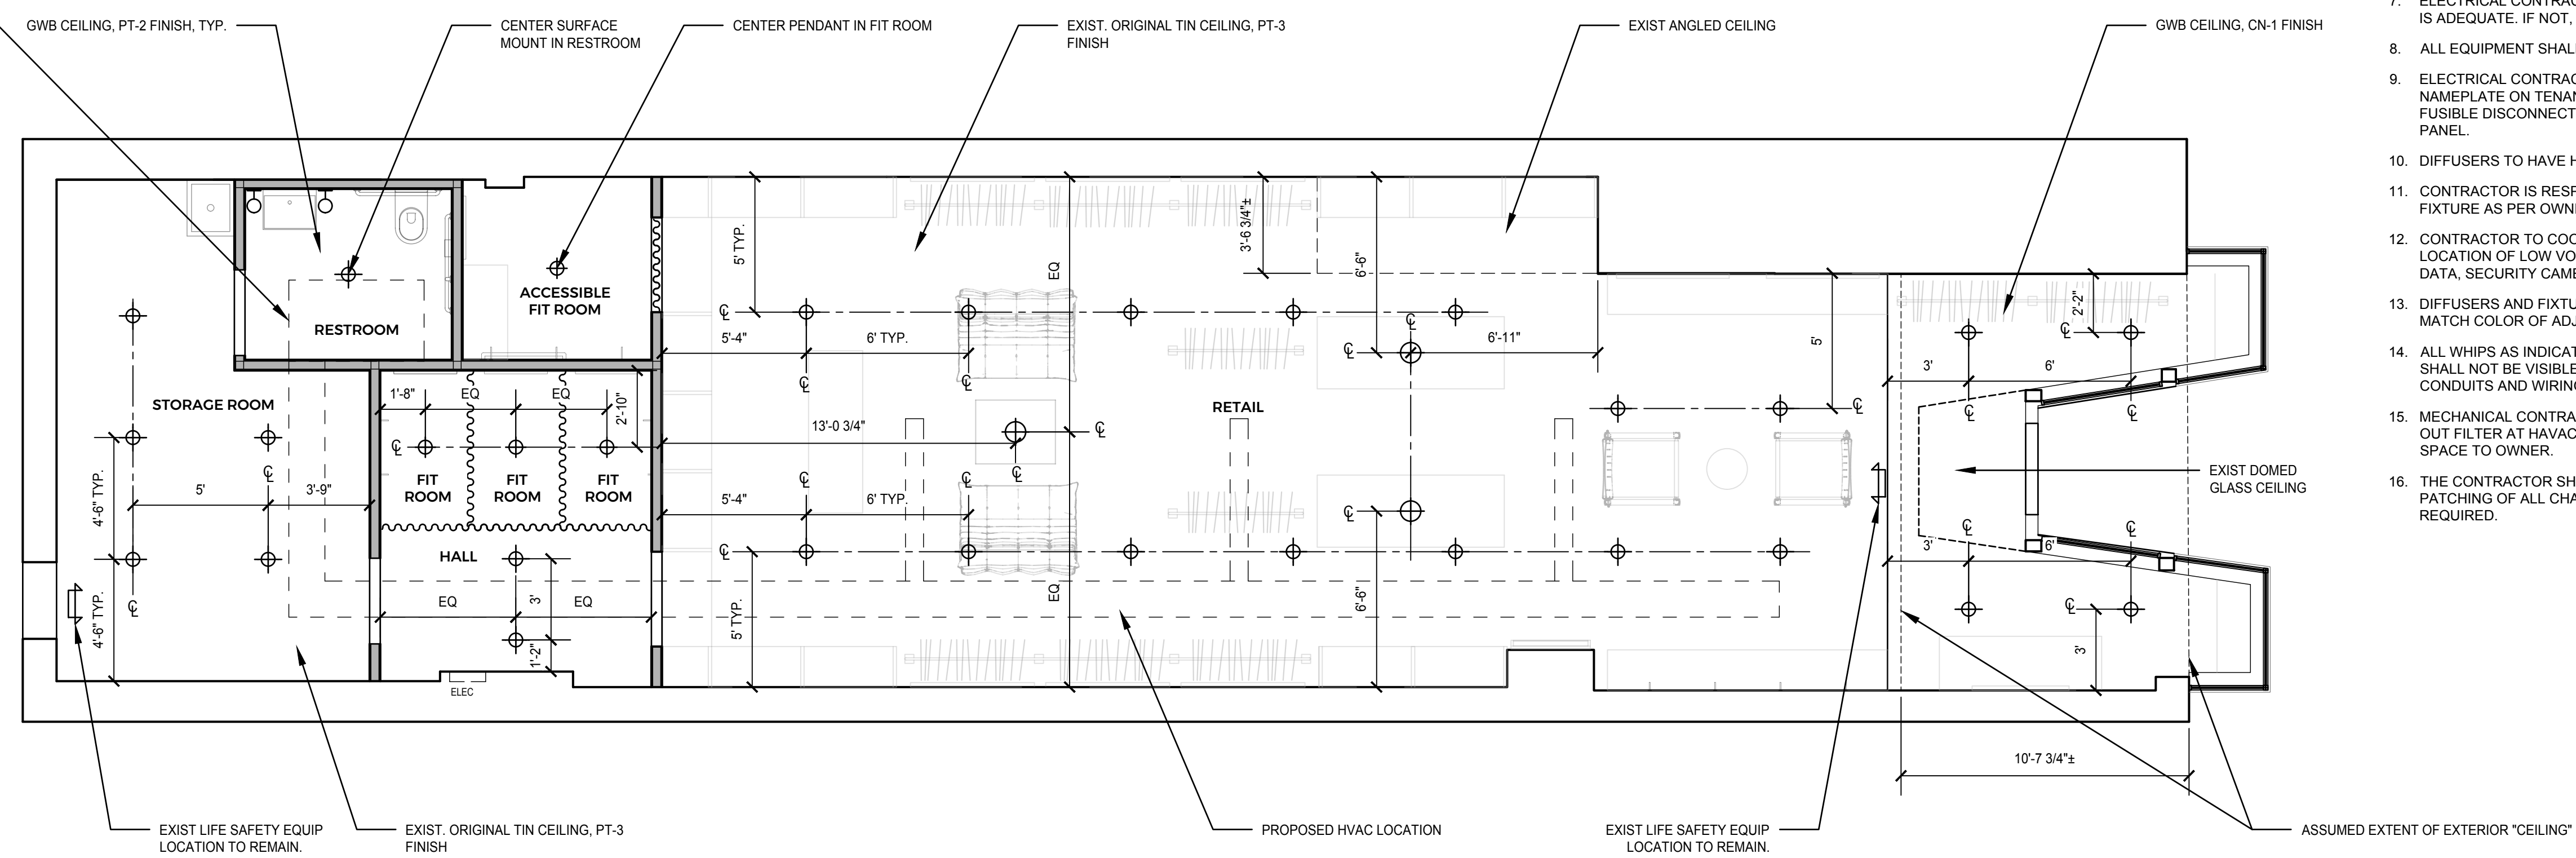 GWB CEILING, PT-2 FINISH, TYP.
CENTER SURFACE
MOUNT IN RESTROOM
CENTER PENDANT IN FIT ROOM
EXIST. ORIGINAL TIN CEILING, PT-3
FINISH
EXIST ANGLED CEILING
GWB CEILING, CN-1 FINISH
7. ELECTRICAL CONTRAC
IS ADEQUATE. IF NOT,
8. ALL EQUIPMENT SHALL
9. ELECTRICAL CONTRAC
NAMEPLATE ON TENAN
FUSIBLE DISCONNECT
PANEL.
10. DIFFUSERS TO HAVE H
11. CONTRACTOR IS RESP
FIXTURE AS PER OWNE
12. CONTRACTOR TO COO
LOCATION OF LOW VO
DATA, SECURITY CAME
13. DIFFUSERS AND FIXTU
MATCH COLOR OF ADJ
14. ALL WHIPS AS INDICAT
SHALL NOT BE VISIBLE
CONDUITS AND WIRING
15. MECHANICAL CONTRA
OUT FILTER AT HAVAC
SPACE TO OWNER.
16. THE CONTRACTOR SH
PATCHING OF ALL CHA
REQUIRED.
RESTROOM
ACCESSIBLE
FIT ROOM
STORAGE ROOM
FIT
ROOM
FIT
ROOM
FIT
ROOM
HALL
RETAIL
ELEC
5'
3'-9"
4'-6" TYP.
4'-6" TYP.
1'-8"
EQ
EQ
2'-10"
EQ
EQ
3'
1'-2"
5' TYP.
5'-4"
6' TYP.
13'-0 3/4"
5'-4"
6' TYP.
5' TYP.
EQ
EQ
3'-6 3/4"±
6'-6"
6'-6"
6'-11"
5'
2'-2"
3'
6'
3'
6'
3'
10'-7 3/4"±
EXIST DOMED
GLASS CEILING
EXIST LIFE SAFETY EQUIP
LOCATION TO REMAIN.
EXIST. ORIGINAL TIN CEILING, PT-3
FINISH
PROPOSED HVAC LOCATION
EXIST LIFE SAFETY EQUIP
LOCATION TO REMAIN.
ASSUMED EXTENT OF EXTERIOR "CEILING"